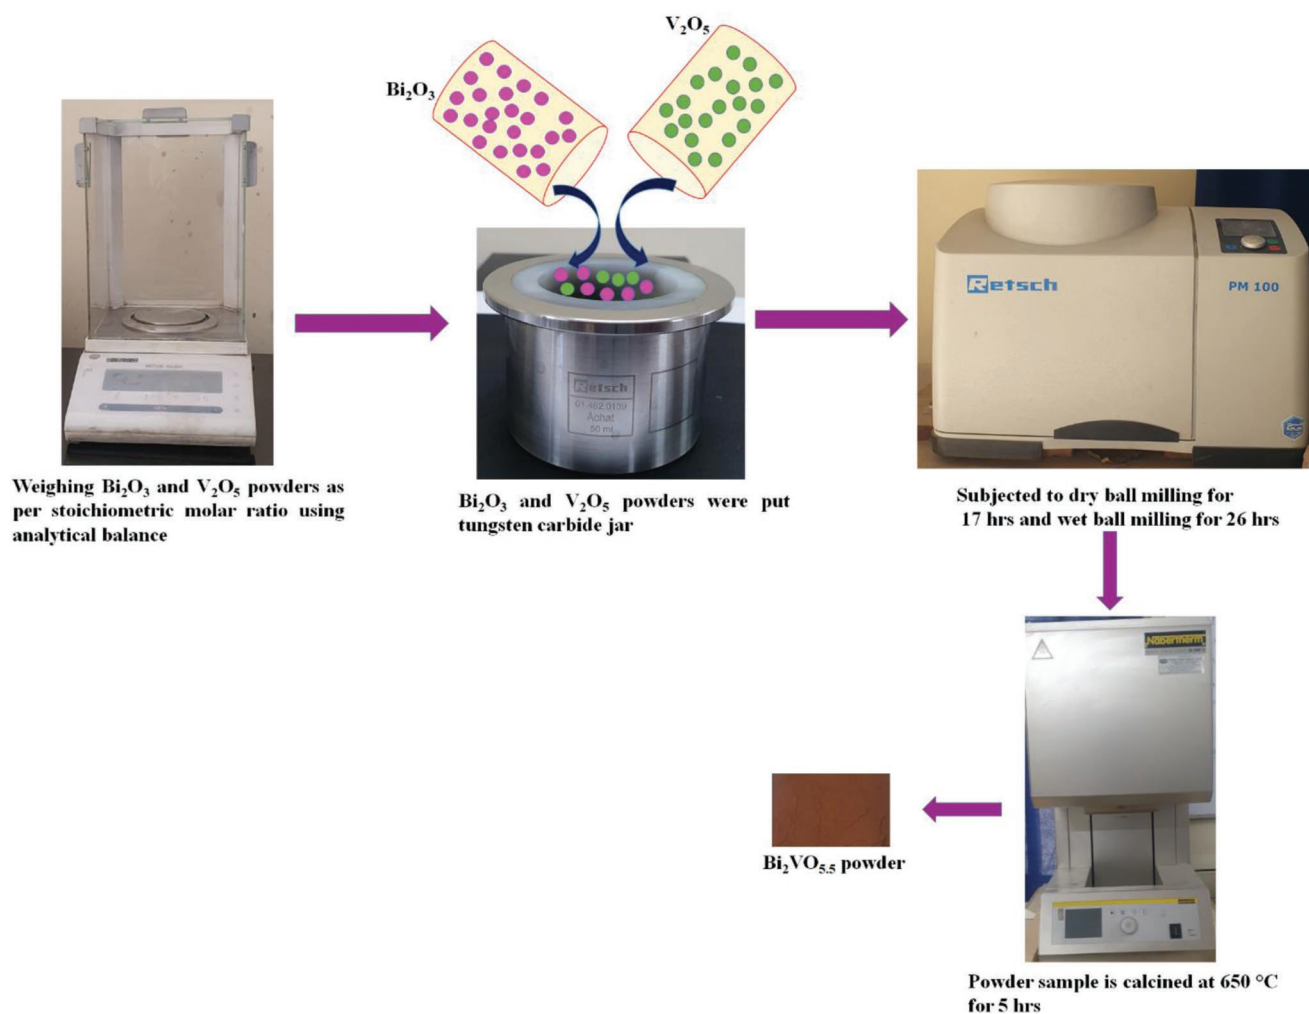 V₂O₅
Bi₂O₃
Retsch
PM 100
Retsch
01.462.0139
Achat
50 ml
Weighing Bi₂O₃ and V₂O₅ powders as
per stoichiometric molar ratio using
analytical balance
Bi₂O₃ and V₂O₅ powders were put
tungsten carbide jar
Subjected to dry ball milling for
17 hrs and wet ball milling for 26 hrs
Nabertherm
Bi₂VO₅.₅ powder
Powder sample is calcined at 650 °C
for 5 hrs